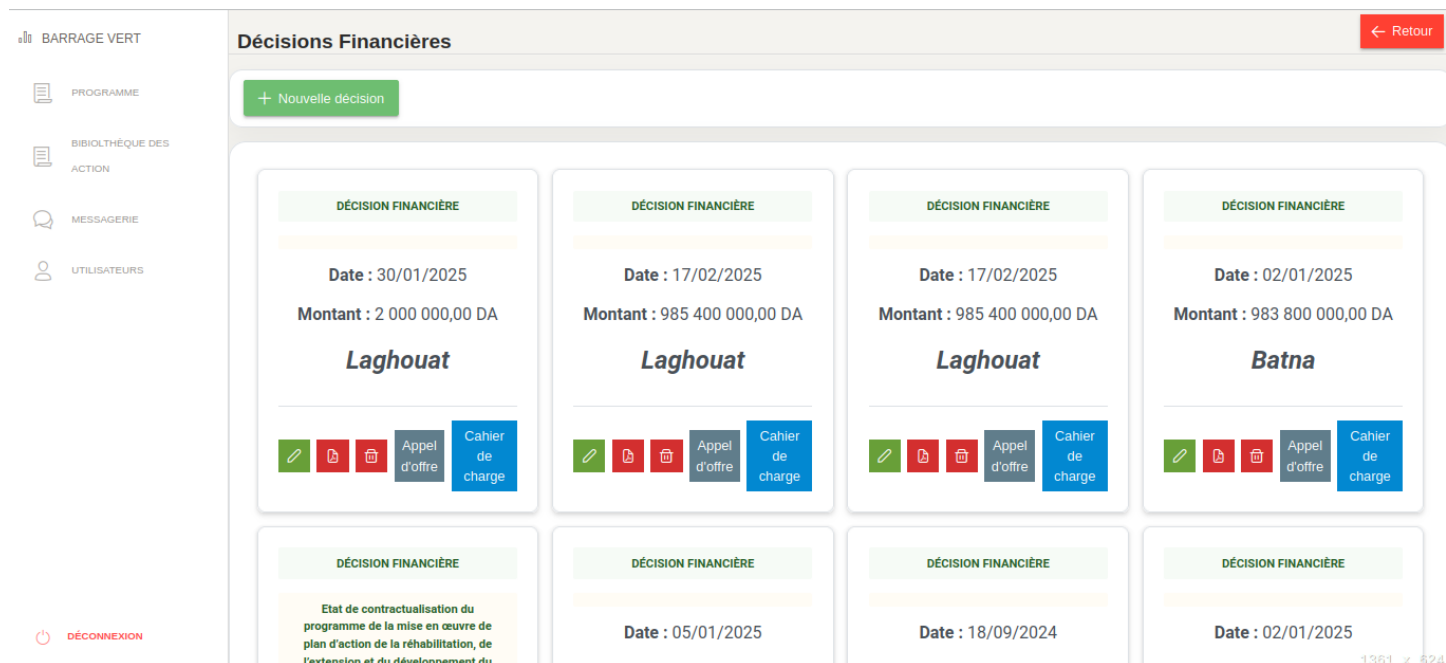 BARRAGE VERT
PROGRAMME
BIBIOLTHÈQUE DES
ACTION
MESSAGERIE
UTILISATEURS
DÉCONNEXION
Décisions Financières
← Retour
+ Nouvelle décision
DÉCISION FINANCIÈRE
Date : 30/01/2025
Montant : 2 000 000,00 DA
Laghouat
Appel
d'offre
Cahier
de
charge
DÉCISION FINANCIÈRE
Date : 17/02/2025
Montant : 985 400 000,00 DA
Laghouat
Appel
d'offre
Cahier
de
charge
DÉCISION FINANCIÈRE
Date : 17/02/2025
Montant : 985 400 000,00 DA
Laghouat
Appel
d'offre
Cahier
de
charge
DÉCISION FINANCIÈRE
Date : 02/01/2025
Montant : 983 800 000,00 DA
Batna
Appel
d'offre
Cahier
de
charge
DÉCISION FINANCIÈRE
Etat de contractualisation du
programme de la mise en œuvre de
plan d'action de la réhabilitation, de
l'extension et du développement du
DÉCISION FINANCIÈRE
Date : 05/01/2025
DÉCISION FINANCIÈRE
Date : 18/09/2024
DÉCISION FINANCIÈRE
Date : 02/01/2025
1361 × 624